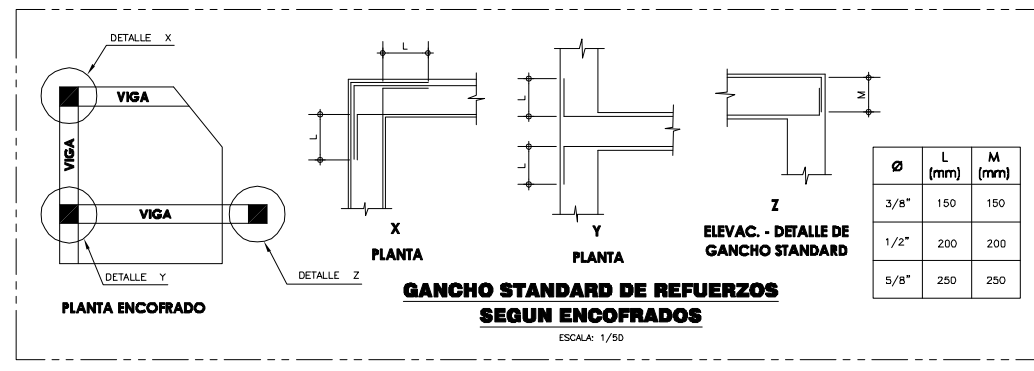 DETALLE X
VIGA
VIGA
VIGA
DETALLE Y
DETALLE Z
PLANTA ENCOFRADO
L
L
X
PLANTA
L
L
Y
PLANTA
M
Z
ELEVAC. - DETALLE DE
GANCHO STANDARD
Ø L (mm) M (mm)
3/8" 150 150
1/2" 200 200
5/8" 250 250
GANCHO STANDARD DE REFUERZOS
SEGUN ENCOFRADOS
ESCALA: 1/50